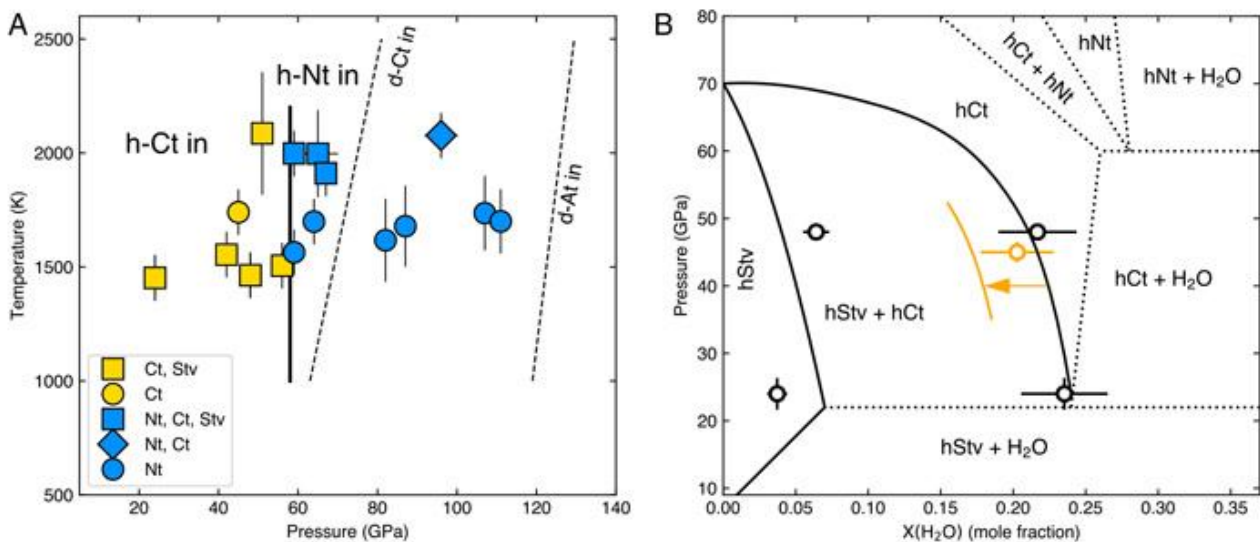 A
2500
2000
1500
1000
500
Temperature (K)
h-Ct in
h-Nt in
d-Ct in
d-At in
Ct, Stv
Ct
Nt, Ct, Stv
Nt, Ct
Nt
20
40
60
80
100
120
140
Pressure (GPa)
B
80
70
60
50
40
30
20
10
Pressure (GPa)
hCt + hNt
hNt
hNt + H₂O
hCt
hStv
hStv + hCt
hCt + H₂O
hStv + H₂O
0.00
0.05
0.10
0.15
0.20
0.25
0.30
0.35
X(H₂O) (mole fraction)